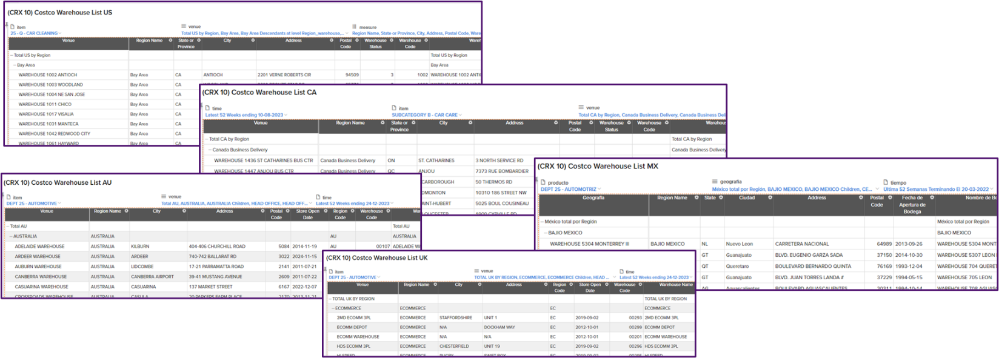 (CRX 10) Costco Warehouse List US
item venue measure
25 - Q - CAR CLEANING Total US by Region, Bay Area, Bay Area Descendants at level Region_warehouse,... Region Name, State or Province, City, Address, Postal Code, Ware
Venue Region Name State or Province City Address Postal Code Warehouse Status Warehouse Code Wareh
Total US by Region Total US by Region
Bay Area Bay Area
WAREHOUSE 1002 ANTIOCH Bay Area CA ANTIOCH 2201 VERNE ROBERTS CIR 94509 3 1002 WAREHOUSE 1002 ANTI
WAREHOUSE 1003 WOODLAND Bay Area CA
WAREHOUSE 1004 NE SAN JOSE Bay Area CA
WAREHOUSE 1011 CHICO Bay Area CA
WAREHOUSE 1017 VISALIA Bay Area CA
WAREHOUSE 1031 MANTECA Bay Area CA
WAREHOUSE 1042 REDWOOD CITY Bay Area CA
WAREHOUSE 1061 HAYWARD Bay Area CA
(CRX 10) Costco Warehouse List CA
time item venue
Latest 52 Weeks ending 10-08-2023 SUBCATEGORY B - CAR CARE Total CA by Region, Canada Business Delivery, Canada Business Deli
Venue Region Name State or Province City Address Postal Code Warehouse Status Warehouse Code Warehous
Total CA by Region Total CA by Region
Canada Business Delivery Canada Business Delivery
WAREHOUSE 1436 ST CATHARINES BUS CTR Canada Business Delivery ON ST. CATHARINES 3 NORTH SERVICE RD
WAREHOUSE 1447 ANJOU BUS CTR Canada Business Delivery QC ANJOU 7373 RUE BOMBARDIER
CARBOROUGH 50 THERMOS RD
DMONTON 10310 186 STREET NW
AINT-HUBERT 5025 BOUL COUSINEAU
LOUCESTER 1900 CYRVILLE RD
(CRX 10) Costco Warehouse List MX
producto geografia tiempo
DEPT 25 - AUTOMOTRIZ México total por Región, BAJIO MEXICO, BAJIO MEXICO Children, CE... Última 52 Semanas Terminando El 20-03-2022
Geografia Region Name State Ciudad Address Postal Code Fecha de Apertura de Bodega Nombre de Bo
México total por Región México total por Región
BAJIO MEXICO BAJIO MEXICO
WAREHOUSE 5304 MONTERREY III BAJIO MEXICO NL Nuevo Leon CARRETERA NACIONAL 64989 2013-09-26 WAREHOUSE 5304 MONT
GT Guanajuato BLVD. EUGENIO GARZA SADA 37150 2014-10-30 WAREHOUSE 5307 LEON
QT Queretaro BOULEVARD BERNARDO QUINTA 76169 1993-12-04 WAREHOUSE 704 QUERE
GT Guanajuato BLVD. JUAN TORRES LANDA # 37229 1994-05-15 WAREHOUSE 705 LEON
AG Aguascalientes BOULEVARD AGUASCALIENTES 20311 1994-10-14 WAREHOUSE 708 AGUAS
(CRX 10) Costco Warehouse List AU
item venue time
DEPT 25 - AUTOMOTIVE Total AU, AUSTRALIA, AUSTRALIA Children, HEAD OFFICE, HEAD OFF... Latest 52 Weeks ending 24-12-2023
Venue Region Name City Address Postal Code Store Open Date Region Code Warehouse Code War
Total AU Total AU
AUSTRALIA AUSTRALIA AU AUSTRALIA
ADELAIDE WAREHOUSE AUSTRALIA KILBURN 404-406 CHURCHILL ROAD 5084 2014-11-19 AU 00107 ADELAIDE W
ARDEER WAREHOUSE AUSTRALIA ARDEER 740-742 BALLARAT RD 3022 2024-11-15
AUBURN WAREHOUSE AUSTRALIA LIDCOMBE 17-21 PARRAMATTA ROAD 2141 2011-07-21
CANBERRA WAREHOUSE AUSTRALIA CANBERRA AIRPORT 39-41 MUSTANG AVENUE 2609 2011-07-22
CASUARINA WAREHOUSE AUSTRALIA CASUARINA 137 MARKET STREET 6167 2022-12-07
CROSSROADS WAREHOUSE AUSTRALIA CASULA 20 PARKERS FARM PLACE 2170 2013-11-21
(CRX 10) Costco Warehouse List UK
item venue time
DEPT 25 - AUTOMOTIVE TOTAL UK BY REGION, ECOMMERCE, ECOMMERCE Children, HEAD ... Latest 52 Weeks ending 24-12-2023
Venue Region Name City Address Region Code Store Open Date Warehouse Code Warehouse Name
TOTAL UK BY REGION TOTAL UK BY REGION
ECOMMERCE ECOMMERCE EC ECOMMERCE
2MD ECOMM 3PL ECOMMERCE STAFFORDSHIRE UNIT 1 EC 2019-09-02 00293 2MD ECOMM 3PL
ECOMM DEPOT ECOMMERCE N/A DOCKHAM WAY EC 2012-10-01 00299 ECOMM DEPOT
ECOMM WAREHOUSE ECOMMERCE N/A N/A EC 2012-10-01 00201 ECOMM WAREHOUSE
HDS ECOMM 3PL ECOMMERCE CHESTERFIELD UNIT 19 EC 2019-09-02 00296 HDS ECOMM 3PL
ECOMMERCE RUGBY SWIFT BOX EC 2019-09-02